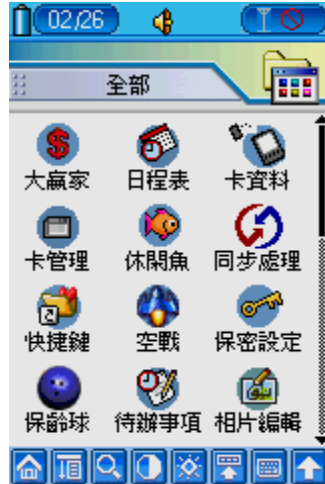 02/26
全部
大贏家 日程表 卡資料
卡管理 休閒魚 同步處理
快捷鍵 空戰 保密設定
保齡球 待辦事項 相片編輯